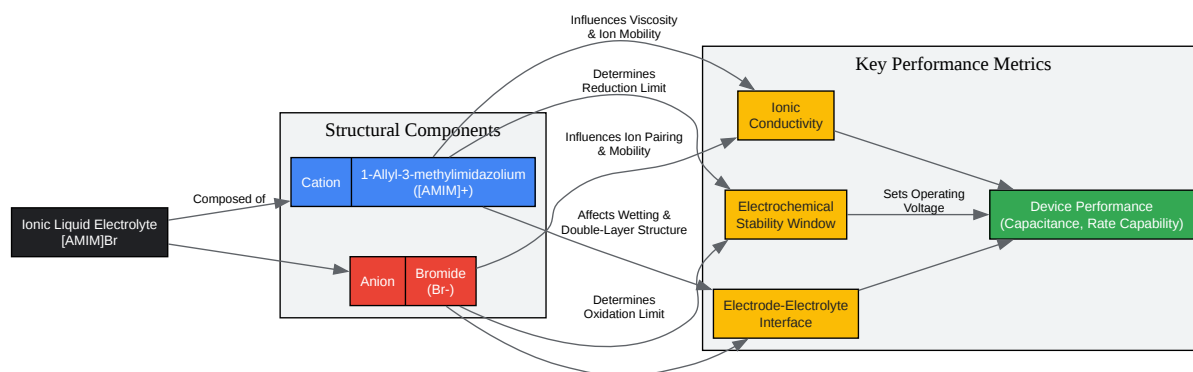 Influences Viscosity
& Ion Mobility
Key Performance Metrics
Determines
Reduction Limit
Ionic
Conductivity
Structural Components
Influences Ion Pairing
& Mobility
Cation
1-Allyl-3-methylimidazolium
([AMIM]+)
Composed of
Ionic Liquid Electrolyte
[AMIM]Br
Affects Wetting &
Double-Layer Structure
Electrochemical
Stability Window
Sets Operating
Voltage
Device Performance
(Capacitance, Rate Capability)
Anion
Bromide
(Br-)
Determines
Oxidation Limit
Electrode-Electrolyte
Interface